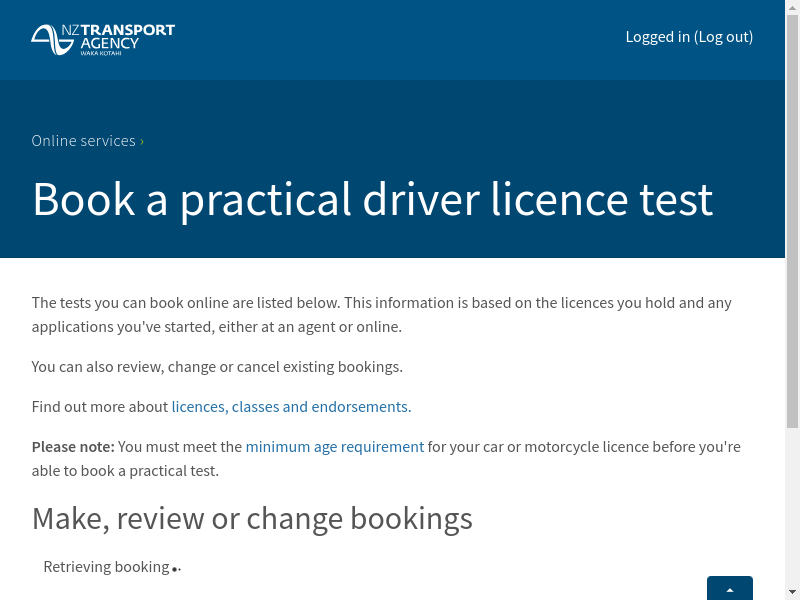 NZTRANSPORT
AGENCY
WAKA KOTAHI
Logged in (Log out)
Online services ›
Book a practical driver licence test
The tests you can book online are listed below. This information is based on the licences you hold and any
applications you've started, either at an agent or online.
You can also review, change or cancel existing bookings.
Find out more about licences, classes and endorsements.
Please note: You must meet the minimum age requirement for your car or motorcycle licence before you're
able to book a practical test.
Make, review or change bookings
Retrieving booking